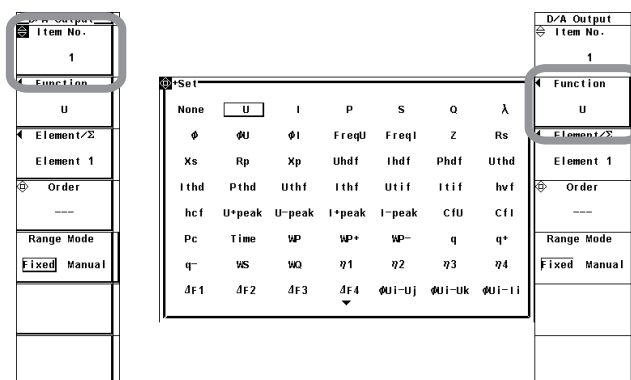 D/A Output
Item No.
1
Function
U
Element/Σ
Element 1
Order
---
Range Mode
Fixed Manual
+Set
None U I P S Q λ
ϕ ϕU ϕI FreqU FreqI Z Rs
Xs Rp Xp Uhdf Ihdf Phdf Uthd
Ithd Pthd Uthf Ithf Utif Itif hvf
hcf U+peak U-peak I+peak I-peak CfU CfI
Pc Time WP WP+ WP- q q+
q- WS WQ η1 η2 η3 η4
ΔF1 ΔF2 ΔF3 ΔF4 ϕUi-Uj ϕUi-Uk ϕUi-Ii
D/A Output
Item No.
1
Function
U
Element/Σ
Element 1
Order
---
Range Mode
Fixed Manual